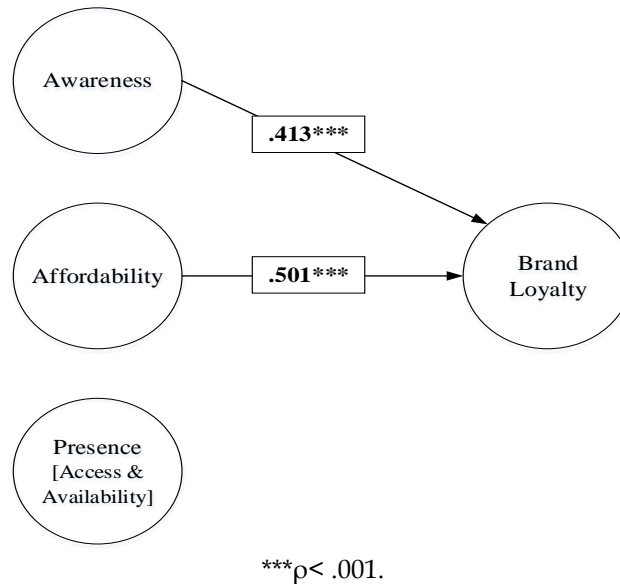 Awareness
.413***
Affordability
.501***
Brand
Loyalty
Presence
[Access &
Availability]
***ρ< .001.